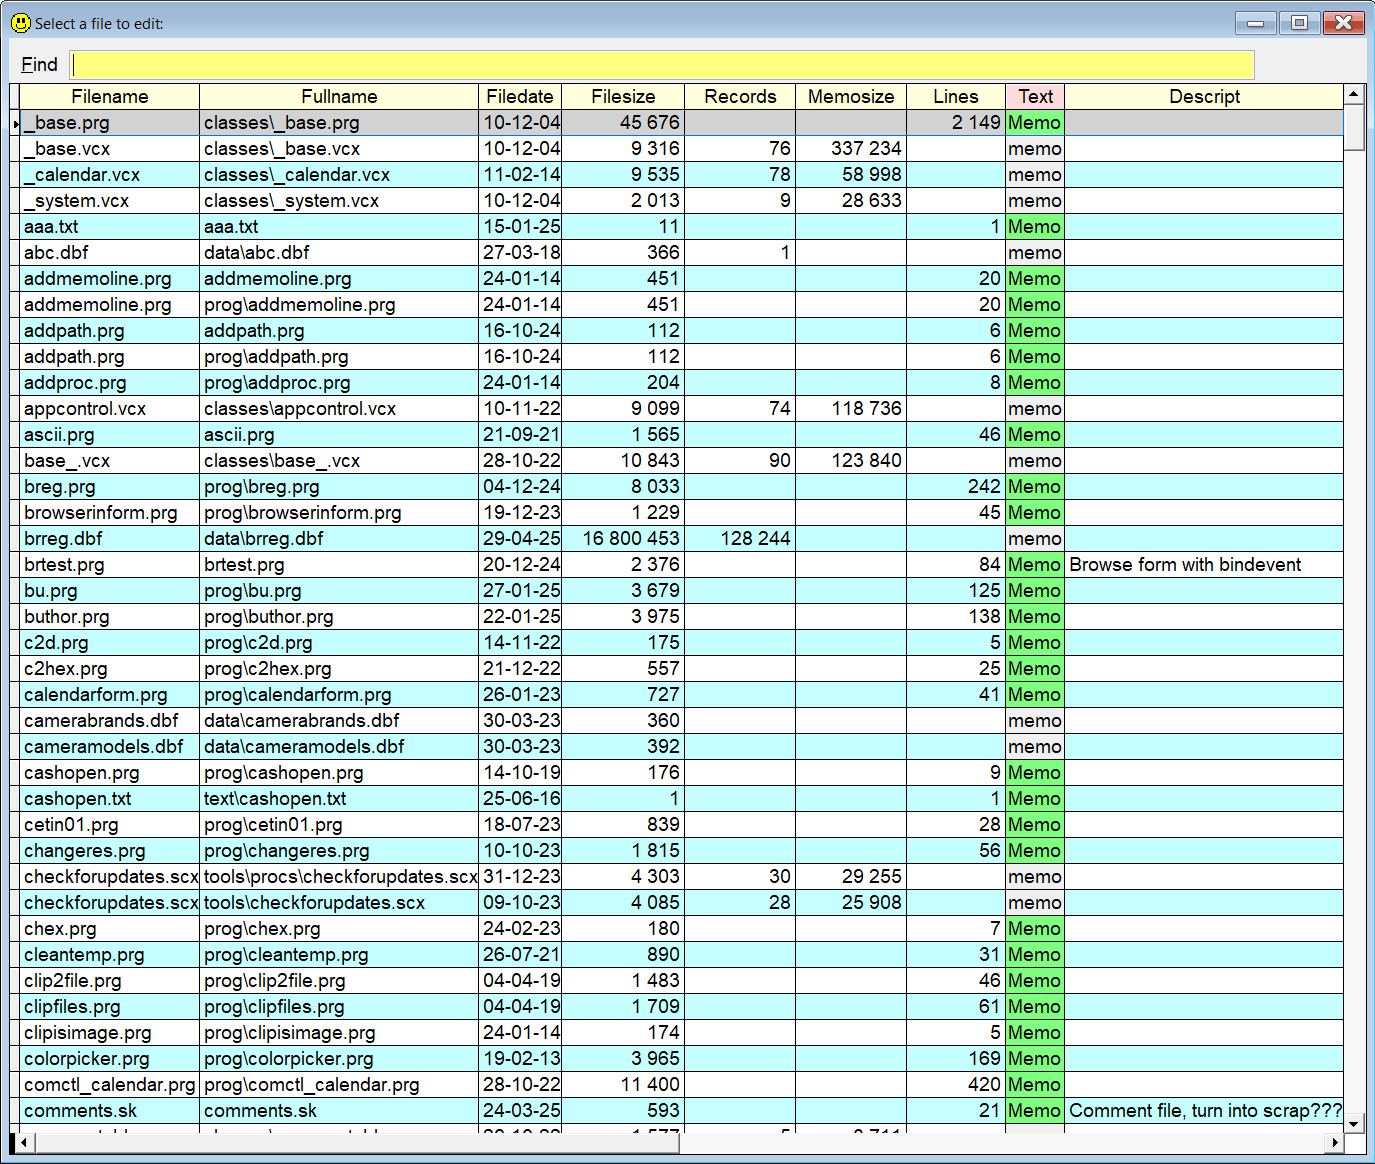 Select a file to edit:
Find
Filename Fullname Filedate Filesize Records Memosize Lines Text Descript
_base.prg classes\_base.prg 10-12-04 45 676 2 149 Memo
_base.vcx classes\_base.vcx 10-12-04 9 316 76 337 234 memo
_calendar.vcx classes\_calendar.vcx 11-02-14 9 535 78 58 998 memo
_system.vcx classes\_system.vcx 10-12-04 2 013 9 28 633 memo
aaa.txt aaa.txt 15-01-25 11 1 Memo
abc.dbf data\abc.dbf 27-03-18 366 1 memo
addmemoline.prg addmemoline.prg 24-01-14 451 20 Memo
addmemoline.prg prog\addmemoline.prg 24-01-14 451 20 Memo
addpath.prg addpath.prg 16-10-24 112 6 Memo
addpath.prg prog\addpath.prg 16-10-24 112 6 Memo
addproc.prg prog\addproc.prg 24-01-14 204 8 Memo
appcontrol.vcx classes\appcontrol.vcx 10-11-22 9 099 74 118 736 memo
ascii.prg ascii.prg 21-09-21 1 565 46 Memo
base_.vcx classes\base_.vcx 28-10-22 10 843 90 123 840 memo
breg.prg prog\breg.prg 04-12-24 8 033 242 Memo
browserinform.prg prog\browserinform.prg 19-12-23 1 229 45 Memo
brreg.dbf data\brreg.dbf 29-04-25 16 800 453 128 244 memo
brtest.prg brtest.prg 20-12-24 2 376 84 Memo Browse form with bindevent
bu.prg prog\bu.prg 27-01-25 3 679 125 Memo
buthor.prg prog\buthor.prg 22-01-25 3 975 138 Memo
c2d.prg prog\c2d.prg 14-11-22 175 5 Memo
c2hex.prg prog\c2hex.prg 21-12-22 557 25 Memo
calendarform.prg prog\calendarform.prg 26-01-23 727 41 Memo
camerabrands.dbf data\camerabrands.dbf 30-03-23 360 memo
cameramodels.dbf data\cameramodels.dbf 30-03-23 392 memo
cashopen.prg prog\cashopen.prg 14-10-19 176 9 Memo
cashopen.txt text\cashopen.txt 25-06-16 1 1 Memo
cetin01.prg prog\cetin01.prg 18-07-23 839 28 Memo
changeres.prg prog\changeres.prg 10-10-23 1 815 56 Memo
checkforupdates.scx tools\procs\checkforupdates.scx 31-12-23 4 303 30 29 255 memo
checkforupdates.scx tools\checkforupdates.scx 09-10-23 4 085 28 25 908 memo
chex.prg prog\chex.prg 24-02-23 180 7 Memo
cleantemp.prg prog\cleantemp.prg 26-07-21 890 31 Memo
clip2file.prg prog\clip2file.prg 04-04-19 1 483 46 Memo
clipfiles.prg prog\clipfiles.prg 04-04-19 1 709 61 Memo
clipisimage.prg prog\clipisimage.prg 24-01-14 174 5 Memo
colorpicker.prg prog\colorpicker.prg 19-02-13 3 965 169 Memo
comctl_calendar.prg prog\comctl_calendar.prg 28-10-22 11 400 420 Memo
comments.sk comments.sk 24-03-25 593 21 Memo Comment file, turn into scrap???